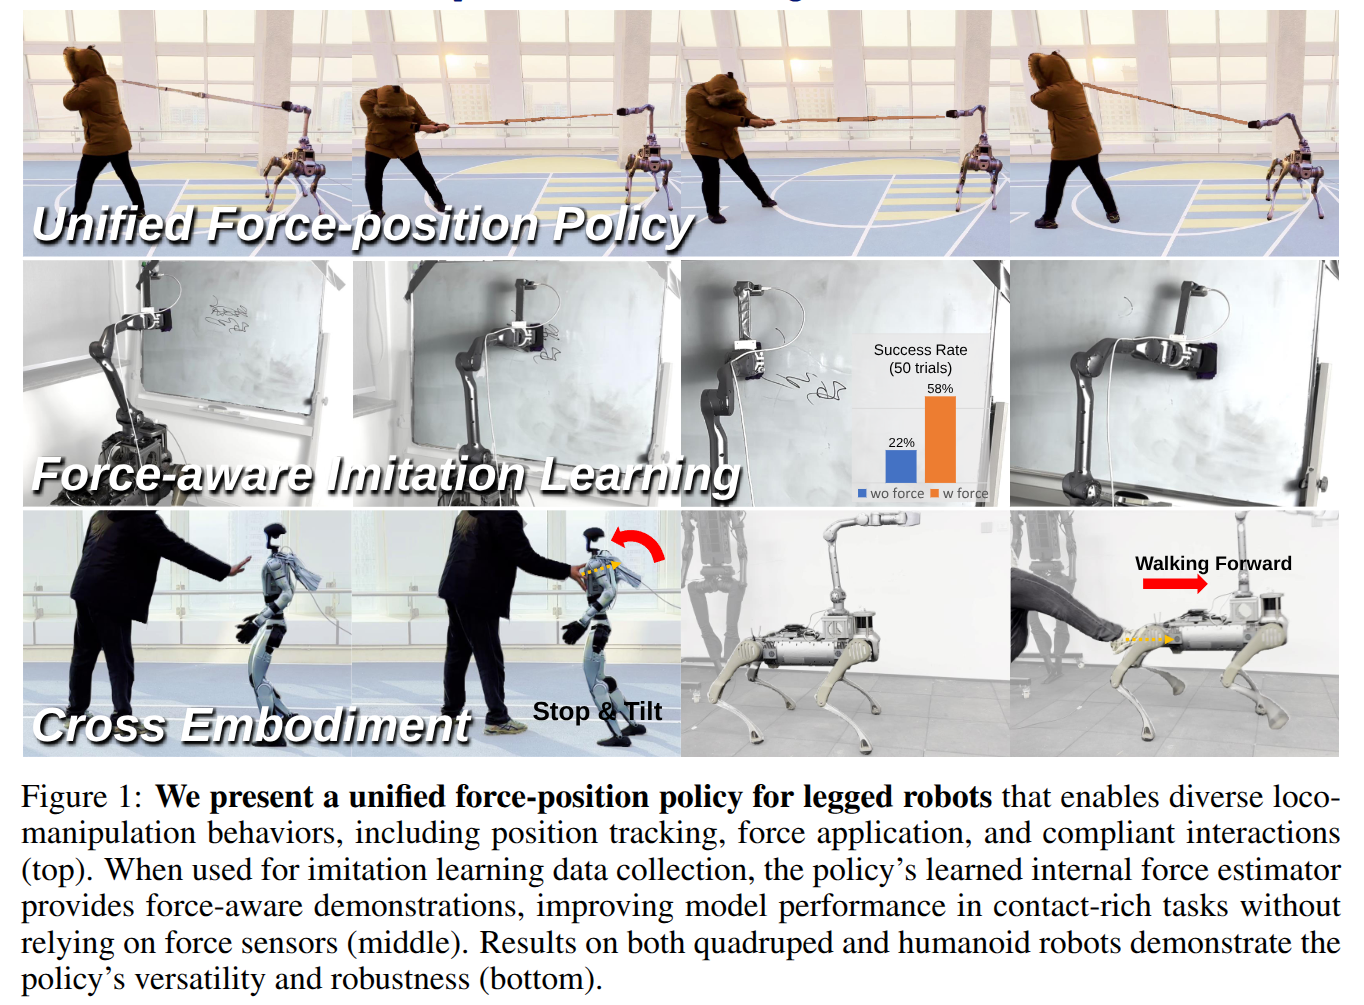 Unified Force-position Policy
Success Rate
(50 trials)
58%
22%
wo force
w force
Force-aware Imitation Learning
Walking Forward
Stop & Tilt
Cross Embodiment
Figure 1: We present a unified force-position policy for legged robots that enables diverse loco-
manipulation behaviors, including position tracking, force application, and compliant interactions
(top). When used for imitation learning data collection, the policy's learned internal force estimator
provides force-aware demonstrations, improving model performance in contact-rich tasks without
relying on force sensors (middle). Results on both quadruped and humanoid robots demonstrate the
policy's versatility and robustness (bottom).